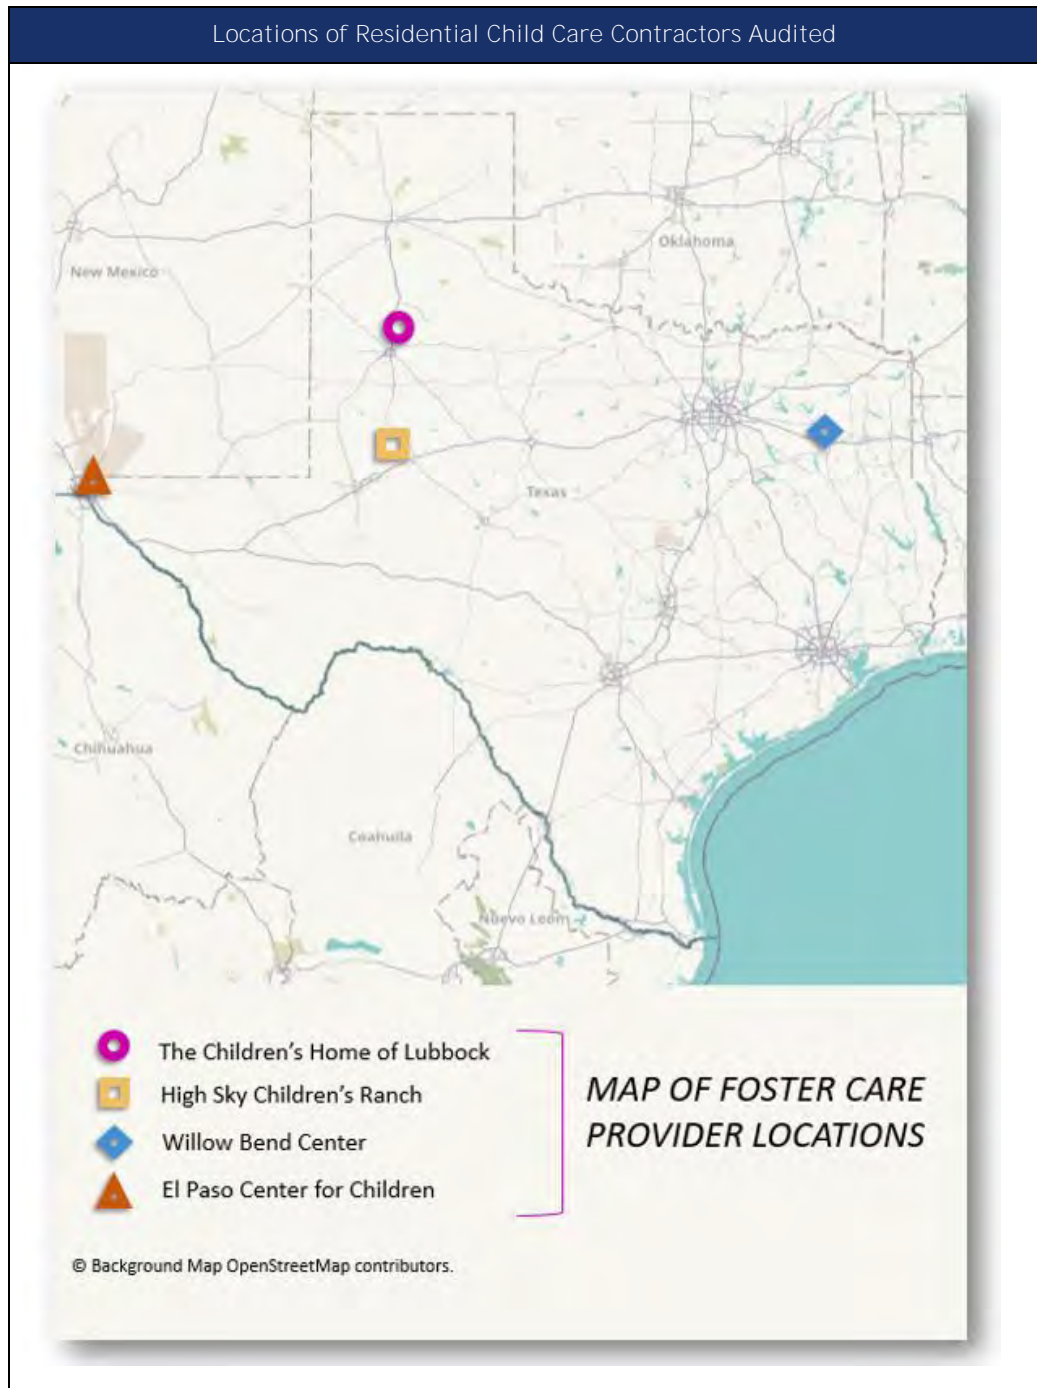 Locations of Residential Child Care Contractors Audited
Oklahoma
New Mexico
Texas
Chihuahua
Coahuila
Nuevo Leon
The Children's Home of Lubbock
High Sky Children's Ranch
Willow Bend Center
El Paso Center for Children
MAP OF FOSTER CARE
PROVIDER LOCATIONS
© Background Map OpenStreetMap contributors.